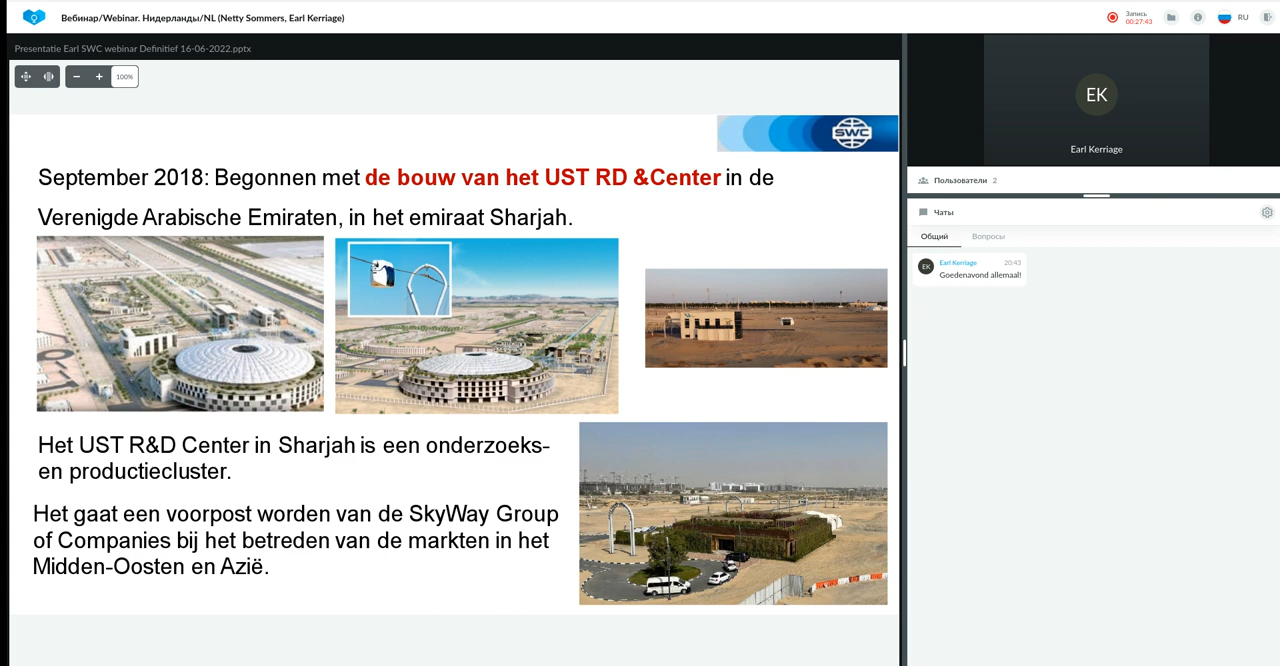 Вебинар/Webinar. Нидерланды/NL (Netty Sommers, Earl Kerriage)
Запись
00:27:43
RU
Presentatie Earl SWC webinar Definitief 16-06-2022.pptx
100%
SWC
September 2018: Begonnen met de bouw van het UST RD &Center in de
Verenigde Arabische Emiraten, in het emiraat Sharjah.
Het UST R&D Center in Sharjah is een onderzoeks-
en productiecluster.
Het gaat een voorpost worden van de SkyWay Group
of Companies bij het betreden van de markten in het
Midden-Oosten en Azië.
EK
Earl Kerriage
Пользователи 2
Чаты
Общий Вопросы
EK
Earl Kerriage 20:43
Goedenavond allemaal!